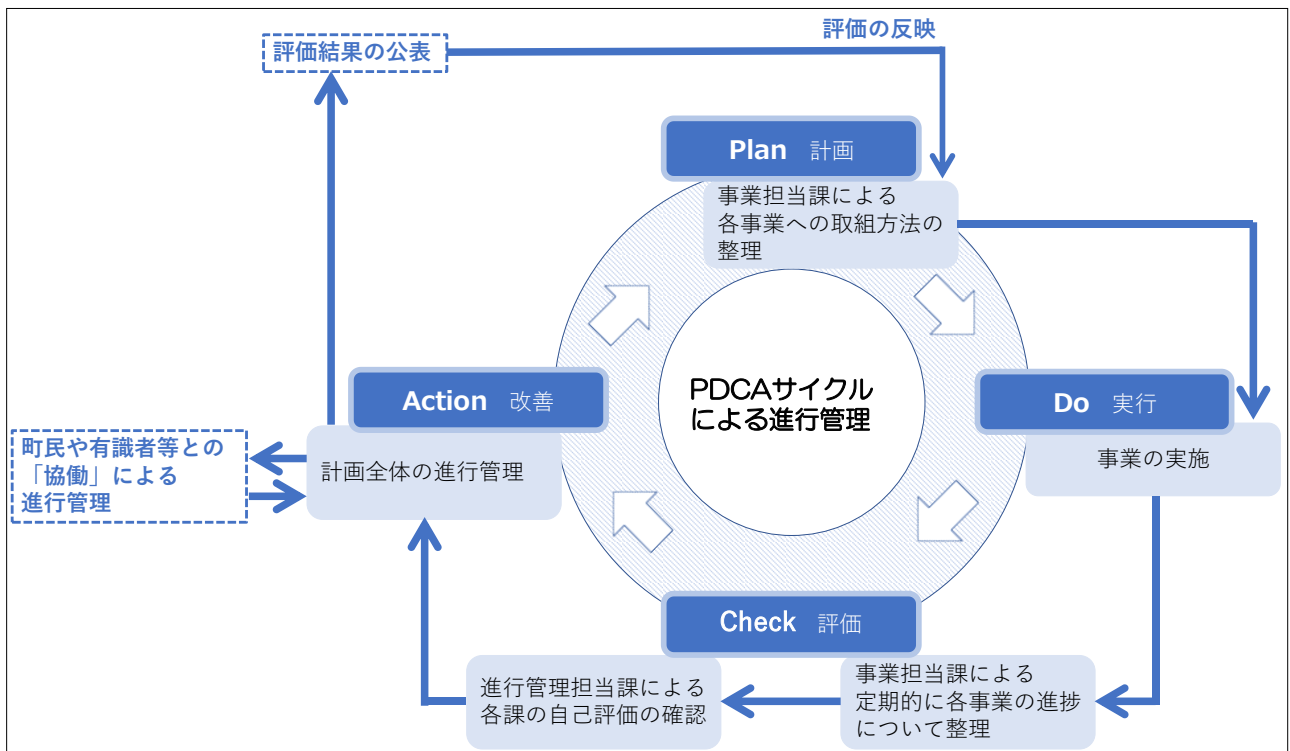 評価の反映
評価結果の公表
Plan 計画
事業担当課による
各事業への取組方法の
整理
PDCAサイクル
による進行管理
Action 改善
計画全体の進行管理
町民や有識者等との
「協働」による
進行管理
Do 実行
事業の実施
Check 評価
進行管理担当課による
各課の自己評価の確認
事業担当課による
定期的に各事業の進捗
について整理